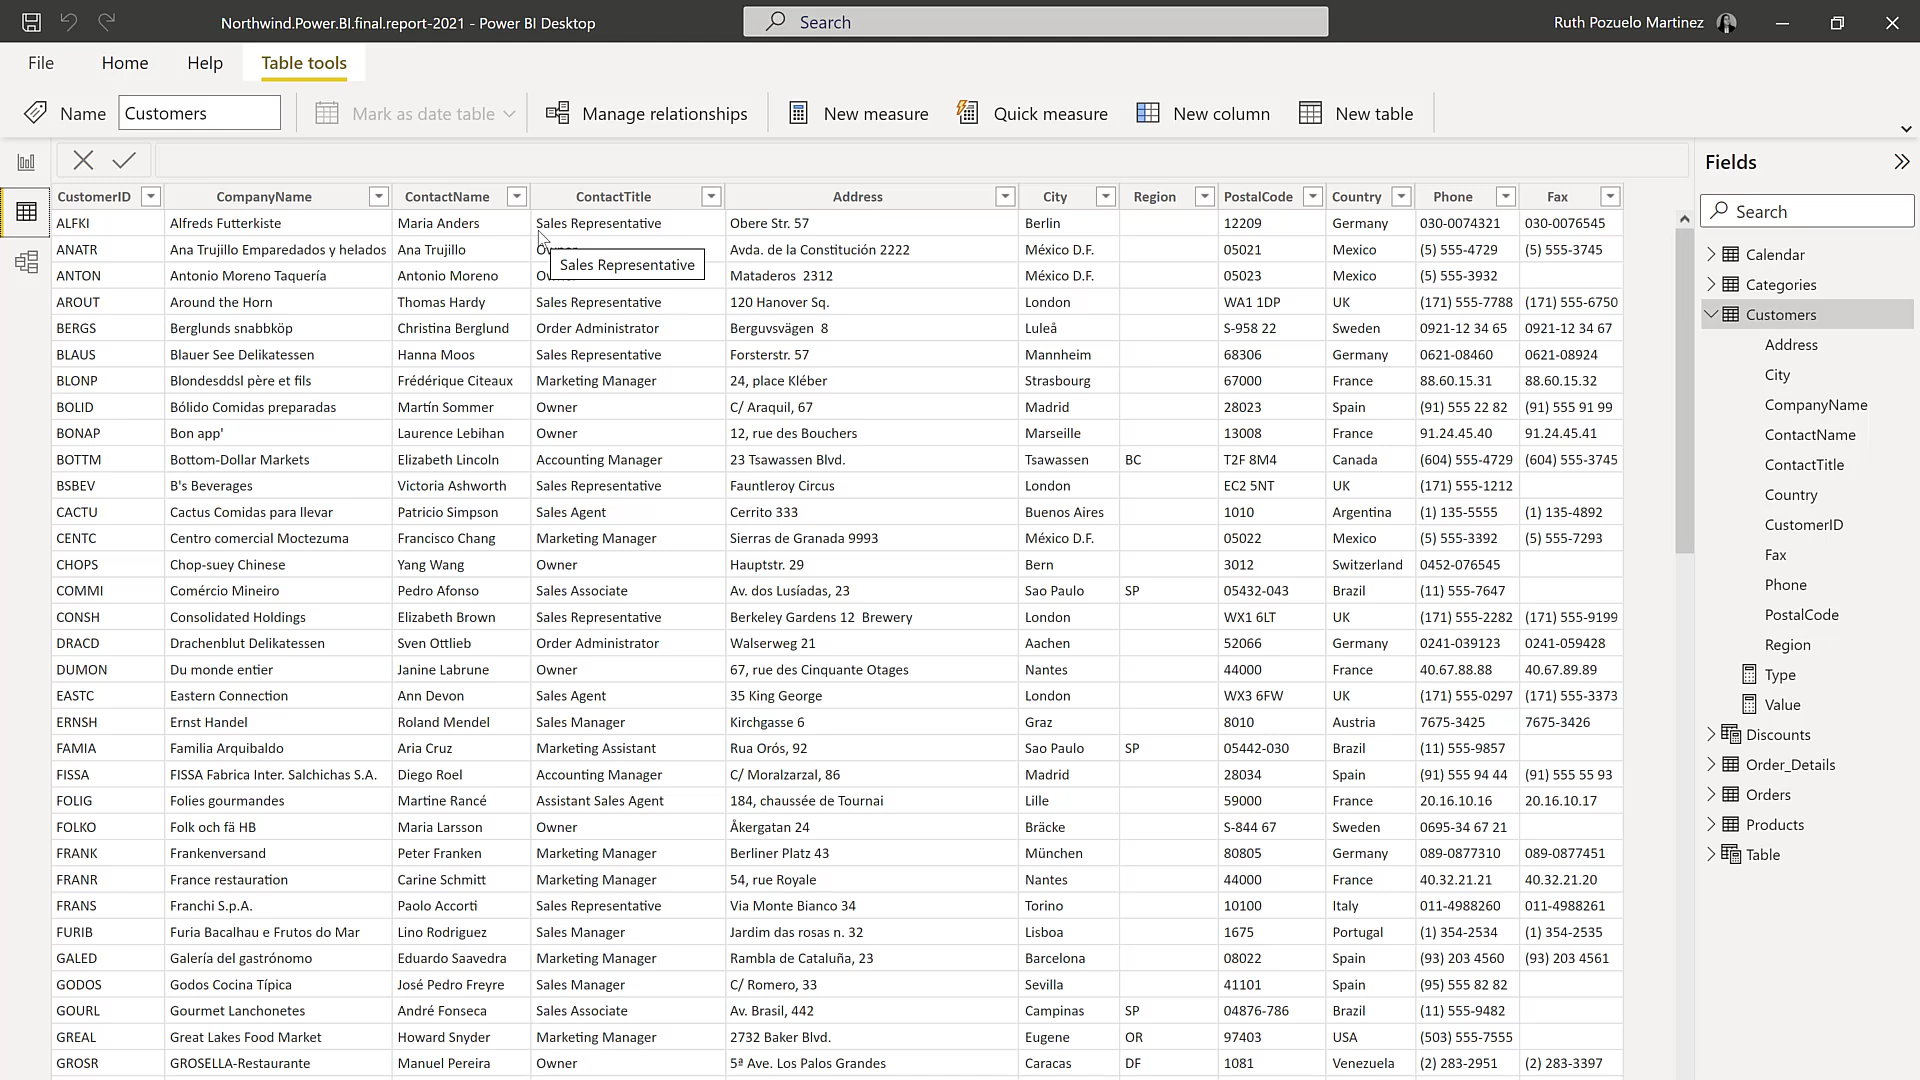 Northwind.Power.BI.final.report-2021 - Power BI Desktop Search Ruth Pozuelo Martinez
File Home Help Table tools
Name Customers Mark as date table Manage relationships New measure Quick measure New column New table
Fields
Search
CustomerID CompanyName ContactName ContactTitle Address City Region PostalCode Country Phone Fax
ALFKI Alfreds Futterkiste Maria Anders Sales Representative Obere Str. 57 Berlin 12209 Germany 030-0074321 030-0076545
ANATR Ana Trujillo Emparedados y helados Ana Trujillo Avda. de la Constitución 2222 México D.F. 05021 Mexico (5) 555-4729 (5) 555-3745
Sales Representative
ANTON Antonio Moreno Taquería Antonio Moreno Mataderos 2312 México D.F. 05023 Mexico (5) 555-3932
AROUT Around the Horn Thomas Hardy Sales Representative 120 Hanover Sq. London WA1 1DP UK (171) 555-7788 (171) 555-6750
BERGS Berglunds snabbköp Christina Berglund Order Administrator Berguvsvägen 8 Luleå S-958 22 Sweden 0921-12 34 65 0921-12 34 67
BLAUS Blauer See Delikatessen Hanna Moos Sales Representative Forsterstr. 57 Mannheim 68306 Germany 0621-08460 0621-08924
BLONP Blondesddsl père et fils Frédérique Citeaux Marketing Manager 24, place Kléber Strasbourg 67000 France 88.60.15.31 88.60.15.32
BOLID Bólido Comidas preparadas Martín Sommer Owner C/ Araquil, 67 Madrid 28023 Spain (91) 555 22 82 (91) 555 91 99
BONAP Bon app' Laurence Lebihan Owner 12, rue des Bouchers Marseille 13008 France 91.24.45.40 91.24.45.41
BOTTM Bottom-Dollar Markets Elizabeth Lincoln Accounting Manager 23 Tsawassen Blvd. Tsawassen BC T2F 8M4 Canada (604) 555-4729 (604) 555-3745
BSBEV B's Beverages Victoria Ashworth Sales Representative Fauntleroy Circus London EC2 5NT UK (171) 555-1212
CACTU Cactus Comidas para llevar Patricio Simpson Sales Agent Cerrito 333 Buenos Aires 1010 Argentina (1) 135-5555 (1) 135-4892
CENTC Centro comercial Moctezuma Francisco Chang Marketing Manager Sierras de Granada 9993 México D.F. 05022 Mexico (5) 555-3392 (5) 555-7293
CHOPS Chop-suey Chinese Yang Wang Owner Hauptstr. 29 Bern 3012 Switzerland 0452-076545
COMMI Comércio Mineiro Pedro Afonso Sales Associate Av. dos Lusíadas, 23 Sao Paulo SP 05432-043 Brazil (11) 555-7647
CONSH Consolidated Holdings Elizabeth Brown Sales Representative Berkeley Gardens 12 Brewery London WX1 6LT UK (171) 555-2282 (171) 555-9199
DRACD Drachenblut Delikatessen Sven Ottlieb Order Administrator Walserweg 21 Aachen 52066 Germany 0241-039123 0241-059428
DUMON Du monde entier Janine Labrune Owner 67, rue des Cinquante Otages Nantes 44000 France 40.67.88.88 40.67.89.89
EASTC Eastern Connection Ann Devon Sales Agent 35 King George London WX3 6FW UK (171) 555-0297 (171) 555-3373
ERNSH Ernst Handel Roland Mendel Sales Manager Kirchgasse 6 Graz 8010 Austria 7675-3425 7675-3426
FAMIA Familia Arquibaldo Aria Cruz Marketing Assistant Rua Orós, 92 Sao Paulo SP 05442-030 Brazil (11) 555-9857
FISSA FISSA Fabrica Inter. Salchichas S.A. Diego Roel Accounting Manager C/ Moralzarzal, 86 Madrid 28034 Spain (91) 555 94 44 (91) 555 55 93
FOLIG Folies gourmandes Martine Rancé Assistant Sales Agent 184, chaussée de Tournai Lille 59000 France 20.16.10.16 20.16.10.17
FOLKO Folk och fä HB Maria Larsson Owner Åkergatan 24 Bräcke S-844 67 Sweden 0695-34 67 21
FRANK Frankenversand Peter Franken Marketing Manager Berliner Platz 43 München 80805 Germany 089-0877310 089-0877451
FRANR France restauration Carine Schmitt Marketing Manager 54, rue Royale Nantes 44000 France 40.32.21.21 40.32.21.20
FRANS Franchi S.p.A. Paolo Accorti Sales Representative Via Monte Bianco 34 Torino 10100 Italy 011-4988260 011-4988261
FURIB Furia Bacalhau e Frutos do Mar Lino Rodriguez Sales Manager Jardim das rosas n. 32 Lisboa 1675 Portugal (1) 354-2534 (1) 354-2535
GALED Galería del gastrónomo Eduardo Saavedra Marketing Manager Rambla de Cataluña, 23 Barcelona 08022 Spain (93) 203 4560 (93) 203 4561
GODOS Godos Cocina Típica José Pedro Freyre Sales Manager C/ Romero, 33 Sevilla 41101 Spain (95) 555 82 82
GOURL Gourmet Lanchonetes André Fonseca Sales Associate Av. Brasil, 442 Campinas SP 04876-786 Brazil (11) 555-9482
GREAL Great Lakes Food Market Howard Snyder Marketing Manager 2732 Baker Blvd. Eugene OR 97403 USA (503) 555-7555
GROSR GROSELLA-Restaurante Manuel Pereira Owner 5ª Ave. Los Palos Grandes Caracas DF 1081 Venezuela (2) 283-2951 (2) 283-3397
Calendar
Categories
Customers
Address
City
CompanyName
ContactName
ContactTitle
Country
CustomerID
Fax
Phone
PostalCode
Region
Type
Value
Discounts
Order_Details
Orders
Products
Table